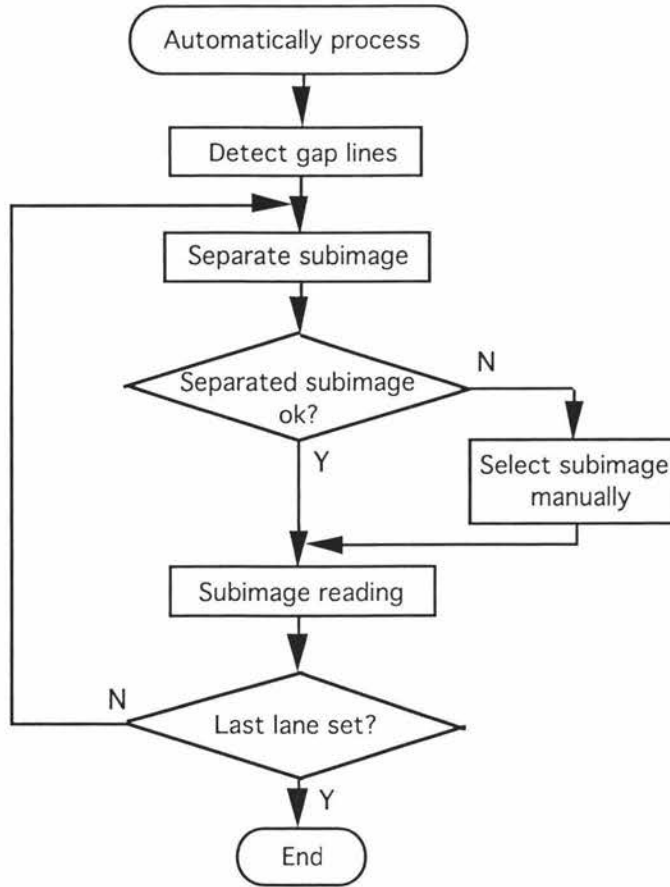 Automatically process
Detect gap lines
Separate subimage
Separated subimage
ok?
N
Y
Select subimage
manually
Subimage reading
N
Last lane set?
Y
End